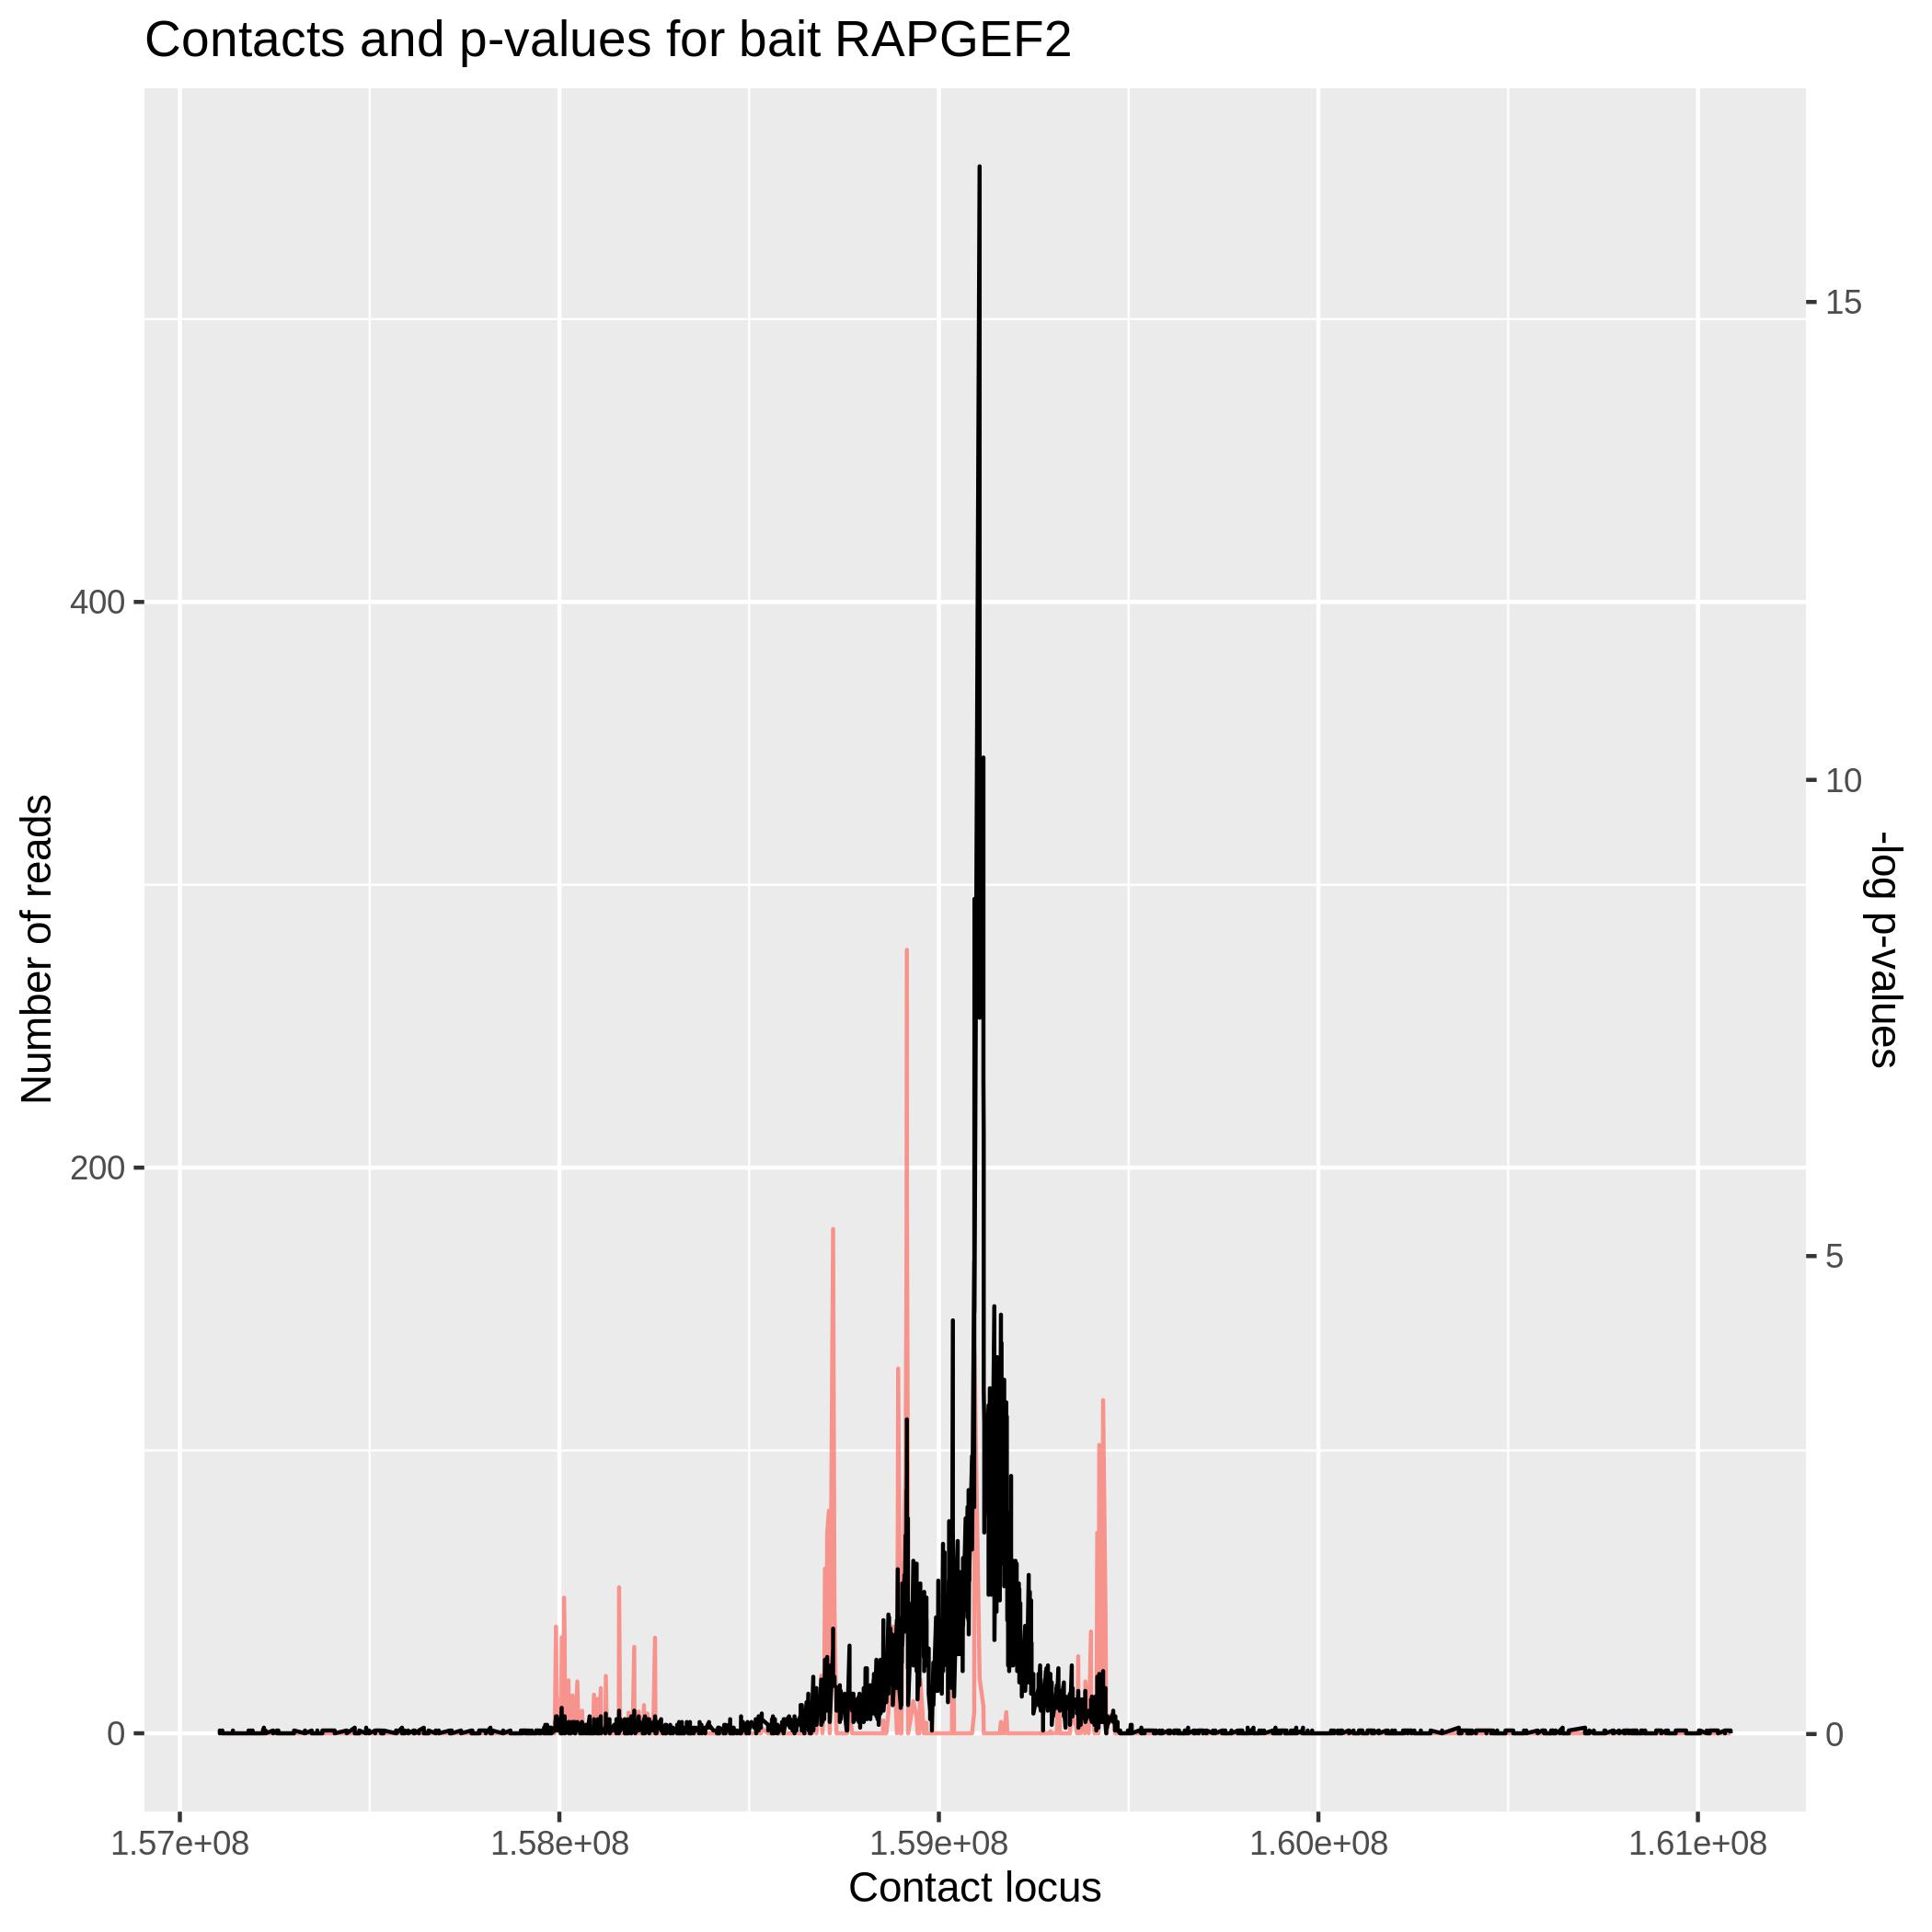 Contacts and p-values for bait RAPGEF2
15
400
10
Number of reads
-log p-values
200
5
0
0
1.57e+08 1.58e+08 1.59e+08 1.60e+08 1.61e+08
Contact locus